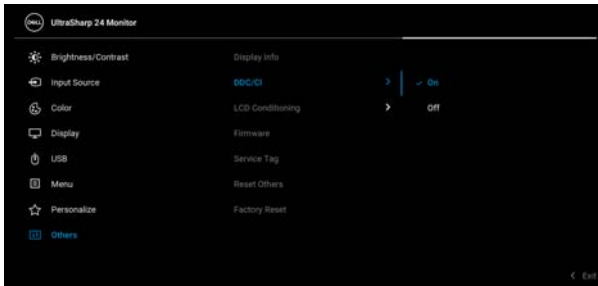 DELL
UltraSharp 24 Monitor
Brightness/Contrast
Input Source
Color
Display
USB
Menu
Personalize
Others
Display Info
DDC/CI
LCD Conditioning
Firmware
Service Tag
Reset Others
Factory Reset
On
Off
Exit